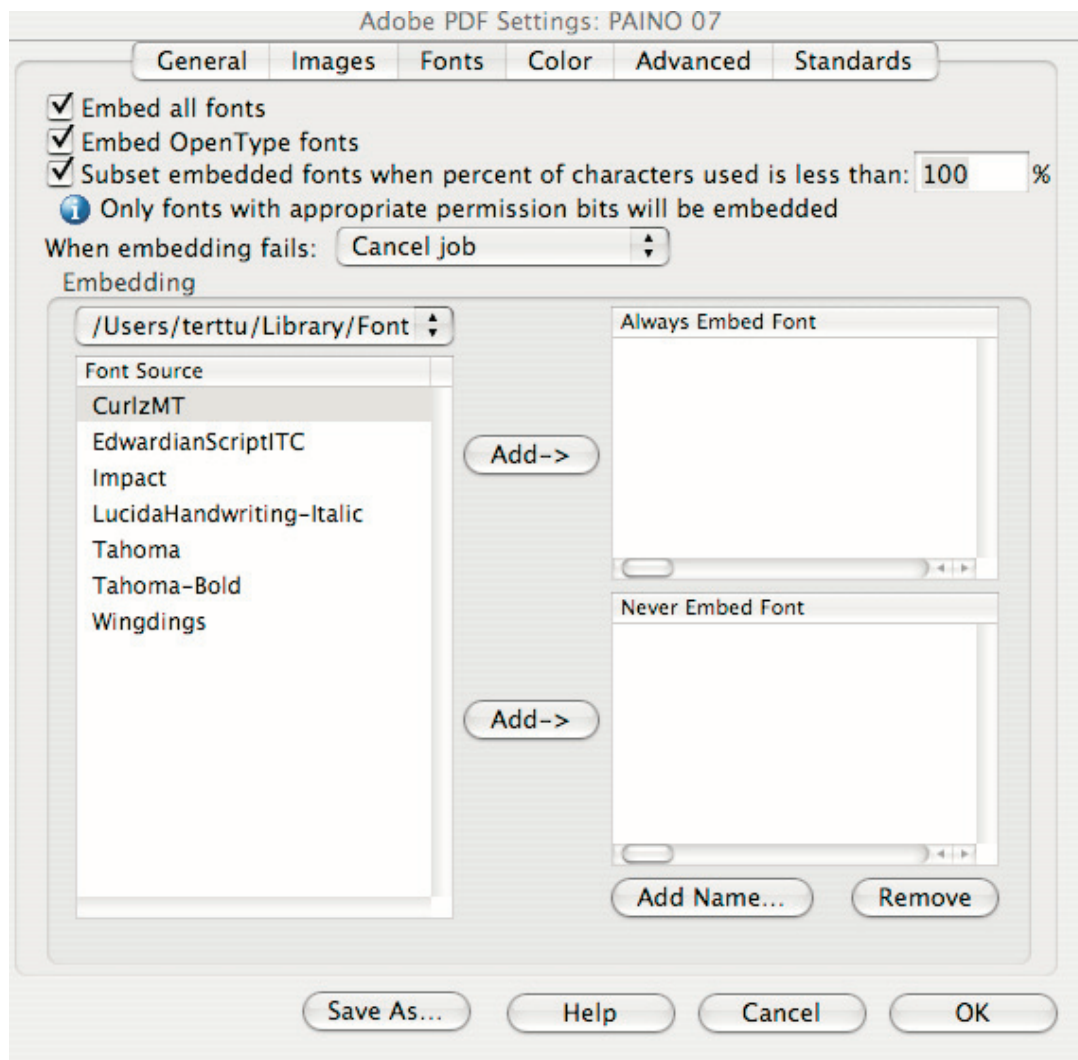 Adobe PDF Settings: PAINO 07
General Images Fonts Color Advanced Standards
Embed all fonts
Embed OpenType fonts
Subset embedded fonts when percent of characters used is less than: 100 %
Only fonts with appropriate permission bits will be embedded
When embedding fails: Cancel job
Embedding
/Users/terttu/Library/Font
Font Source
CurlzMT
EdwardianScriptITC
Impact
LucidaHandwriting-Italic
Tahoma
Tahoma-Bold
Wingdings
Add->
Add->
Always Embed Font
Never Embed Font
Add Name... Remove
Save As... Help Cancel OK